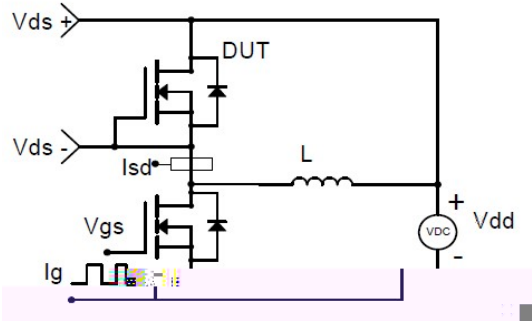 Vds +
DUT
Vds -
Isd
L
Vgs
+
VDC
Vdd
-
Ig